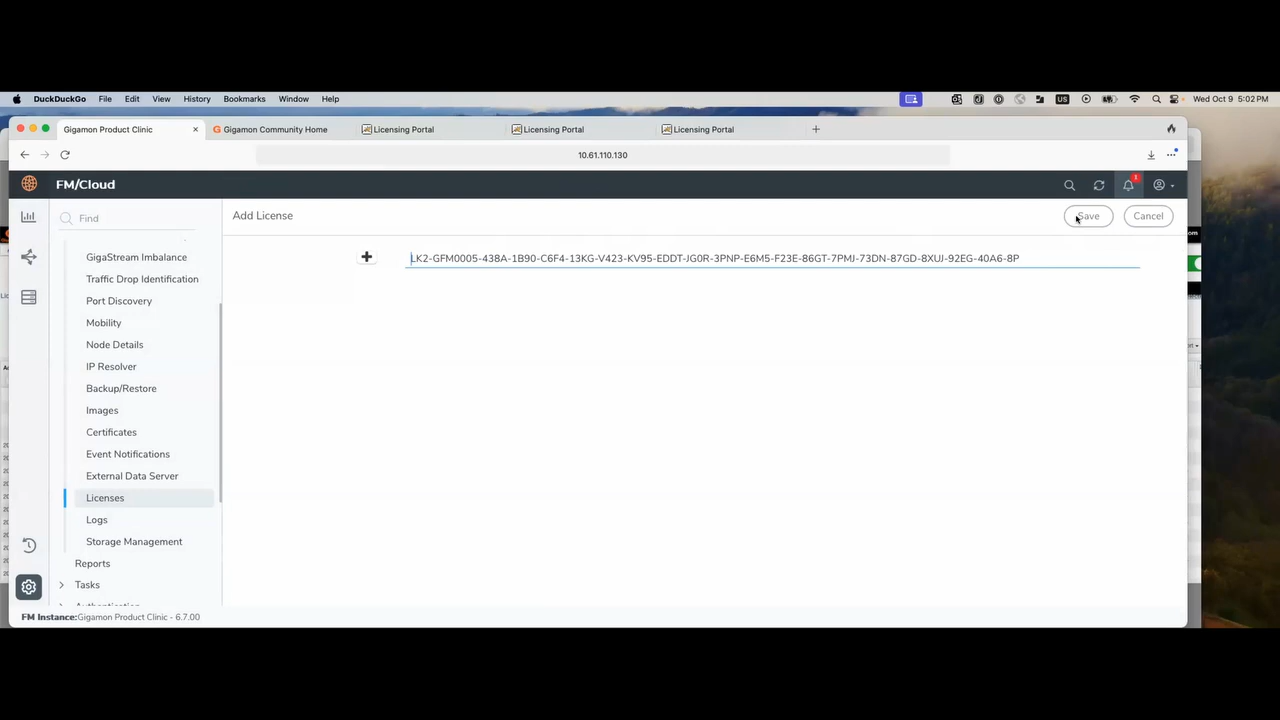 DuckDuckGo File Edit View History Bookmarks Window Help US Wed Oct 9 5:02 PM
Gigamon Product Clinic Gigamon Community Home Licensing Portal Licensing Portal Licensing Portal
10.61.110.130
FM/Cloud 1
Find
Add License Save Cancel
LK2-GFM0005-438A-1B90-C6F4-13KG-V423-KV95-EDDT-JG0R-3PNP-E6M5-F23E-86GT-7PMJ-73DN-87GD-8XUJ-92EG-40A6-8P
GigaStream Imbalance
Traffic Drop Identification
Port Discovery
Mobility
Node Details
IP Resolver
Backup/Restore
Images
Certificates
Event Notifications
External Data Server
Licenses
Logs
Storage Management
Reports
Tasks
FM Instance:Gigamon Product Clinic - 6.7.00